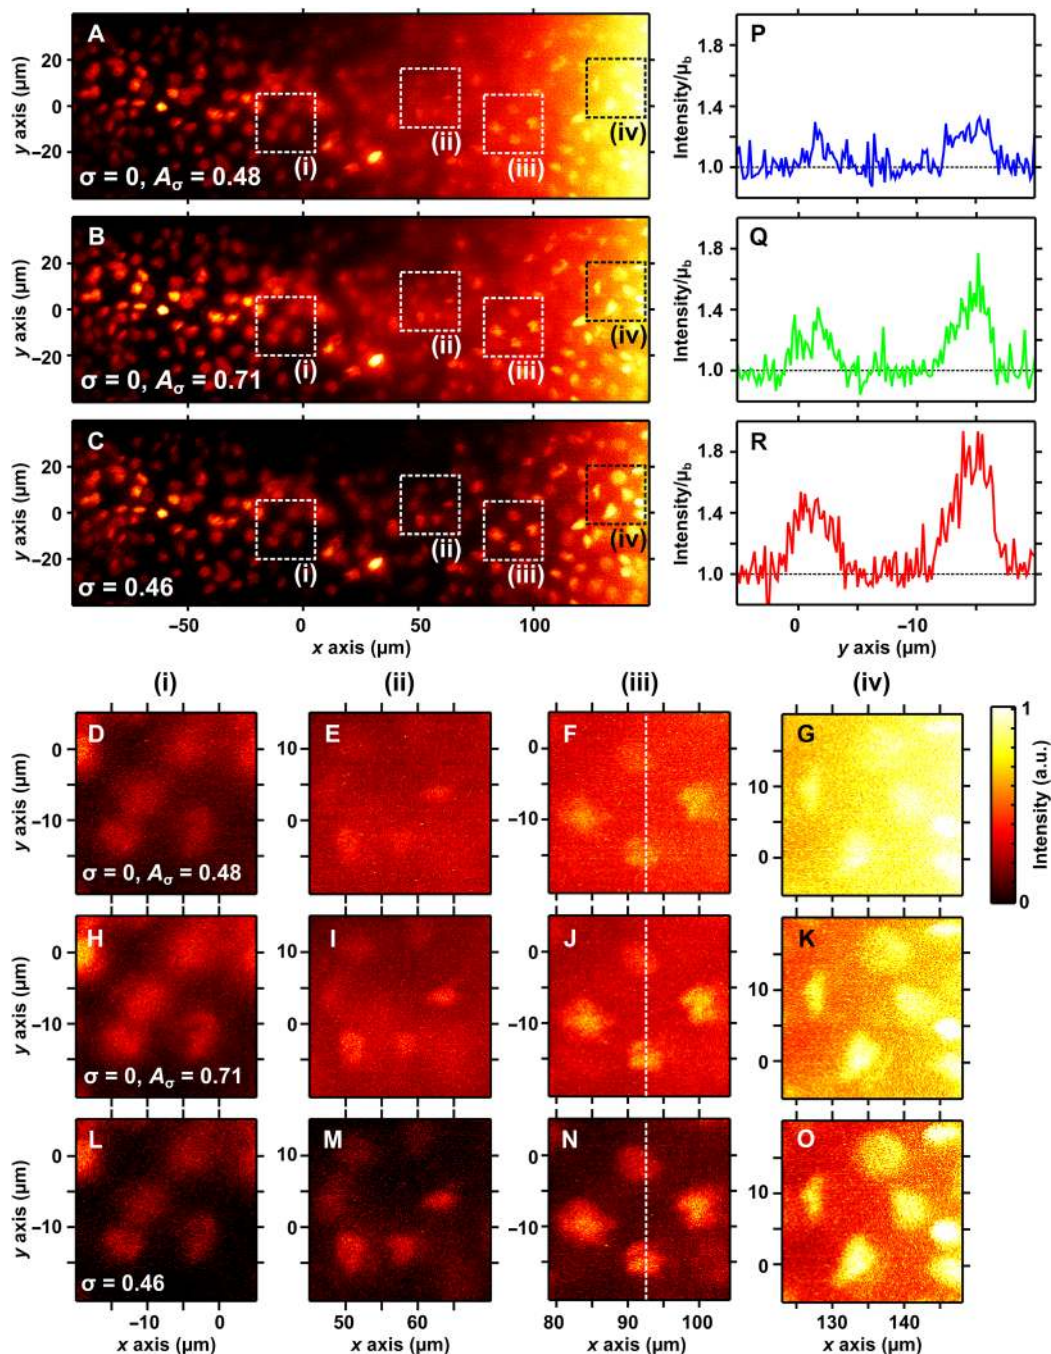 A
20
0
−20
y axis (µm)
(i)
(ii)
(iii)
(iv)
σ = 0, Aσ = 0.48
P
1.8
1.4
1.0
Intensity/µb
B
20
0
−20
y axis (µm)
(i)
(ii)
(iii)
(iv)
σ = 0, Aσ = 0.71
Q
1.8
1.4
1.0
Intensity/µb
C
20
0
−20
y axis (µm)
(i)
(ii)
(iii)
(iv)
σ = 0.46
R
1.8
1.4
1.0
Intensity/µb
−50 0 50 100
x axis (µm)
0 −10
y axis (µm)
(i) (ii) (iii) (iv)
D
0
−10
y axis (µm)
σ = 0, Aσ = 0.48
E
10
0
F
0
−10
G
10
0
1
0
Intensity (a.u.)
H
0
−10
y axis (µm)
σ = 0, Aσ = 0.71
I
10
0
J
0
−10
K
10
0
L
0
−10
y axis (µm)
σ = 0.46
M
10
0
N
0
−10
O
10
0
−10 0
x axis (µm)
50 60
x axis (µm)
80 90 100
x axis (µm)
130 140
x axis (µm)